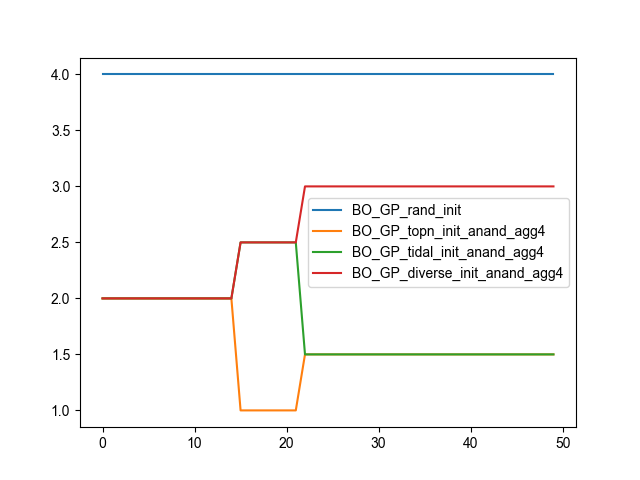 4.0
3.5
3.0
2.5
2.0
1.5
1.0
BO_GP_rand_init
BO_GP_topn_init_anand_agg4
BO_GP_tidal_init_anand_agg4
BO_GP_diverse_init_anand_agg4
0 10 20 30 40 50